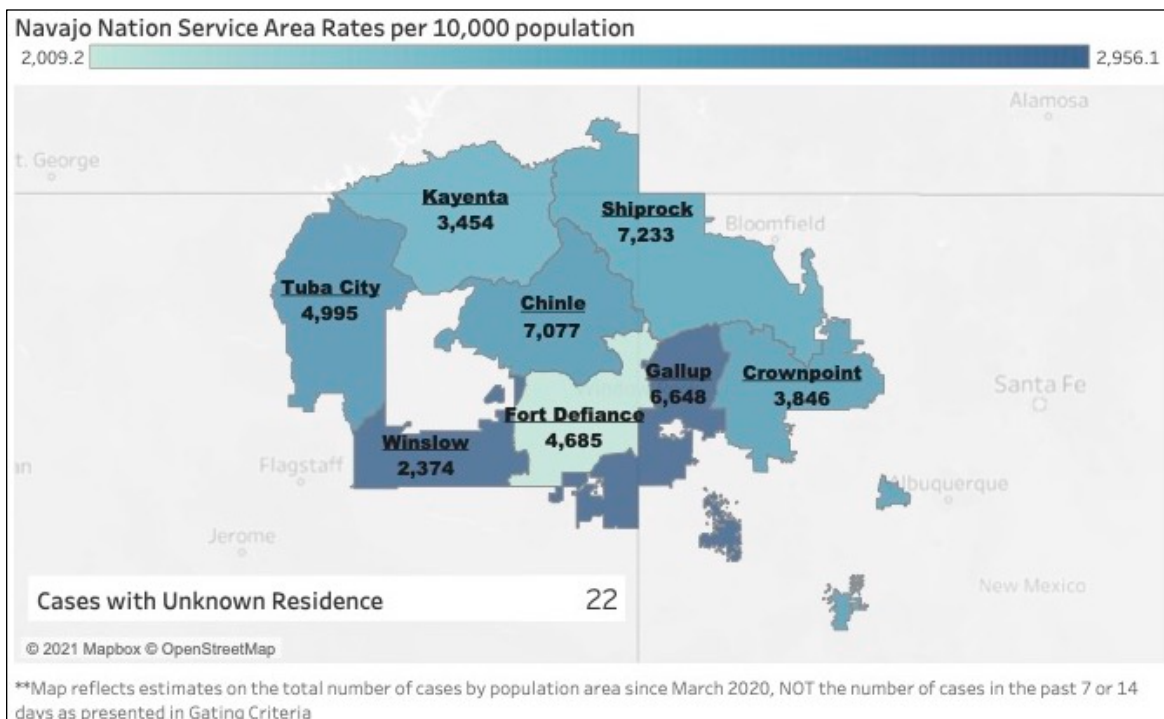 Navajo Nation Service Area Rates per 10,000 population
2,009.2
2,956.1
Alamosa
t. George
Kayenta
3,454
Shiprock
7,233
Bloomfield
Tuba City
4,995
Chinle
7,077
Gallup
6,648
Crownpoint
3,846
Santa Fe
Fort Defiance
4,685
Winslow
2,374
an
Flagstaff
Albuquerque
Jerome
New Mexico
Cases with Unknown Residence 22
© 2021 Mapbox © OpenStreetMap
**Map reflects estimates on the total number of cases by population area since March 2020, NOT the number of cases in the past 7 or 14
days as presented in Gating Criteria